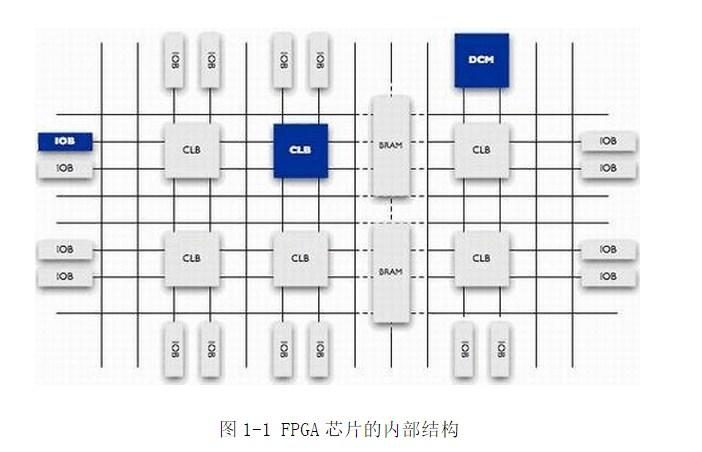 IOB IOB IOB IOB DCM
IOB CLB CLB BRAM CLB IOB
IOB IOB
IOB CLB CLB BRAM CLB IOB
IOB IOB
IOB IOB IOB IOB IOB IOB
图 1-1 FPGA 芯片的内部结构